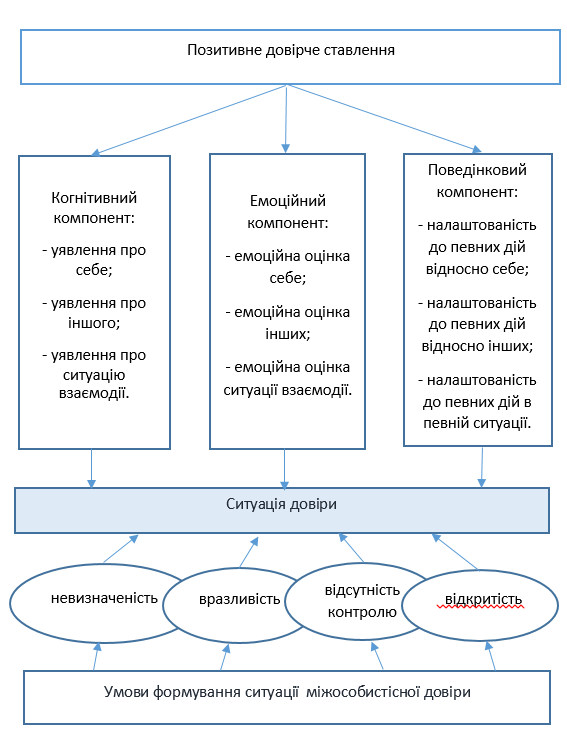 Позитивне довірче ставлення
Когнітивний
компонент:
- уявлення про
себе;
- уявлення про
іншого;
- уявлення про
ситуацію
взаємодії.
Емоційний
компонент:
- емоційна оцінка
себе;
- емоційна оцінка
інших;
- емоційна оцінка
ситуації взаємодії.
Поведінковий
компонент:
- налаштованість
до певних дій
відносно себе;
- налаштованість
до певних дій
відносно інших;
- налаштованість
до певних дій в
певній ситуації.
Ситуація довіри
невизначеність
вразливість
відсутність
контролю
відкритість
Умови формування ситуації міжособистісної довіри